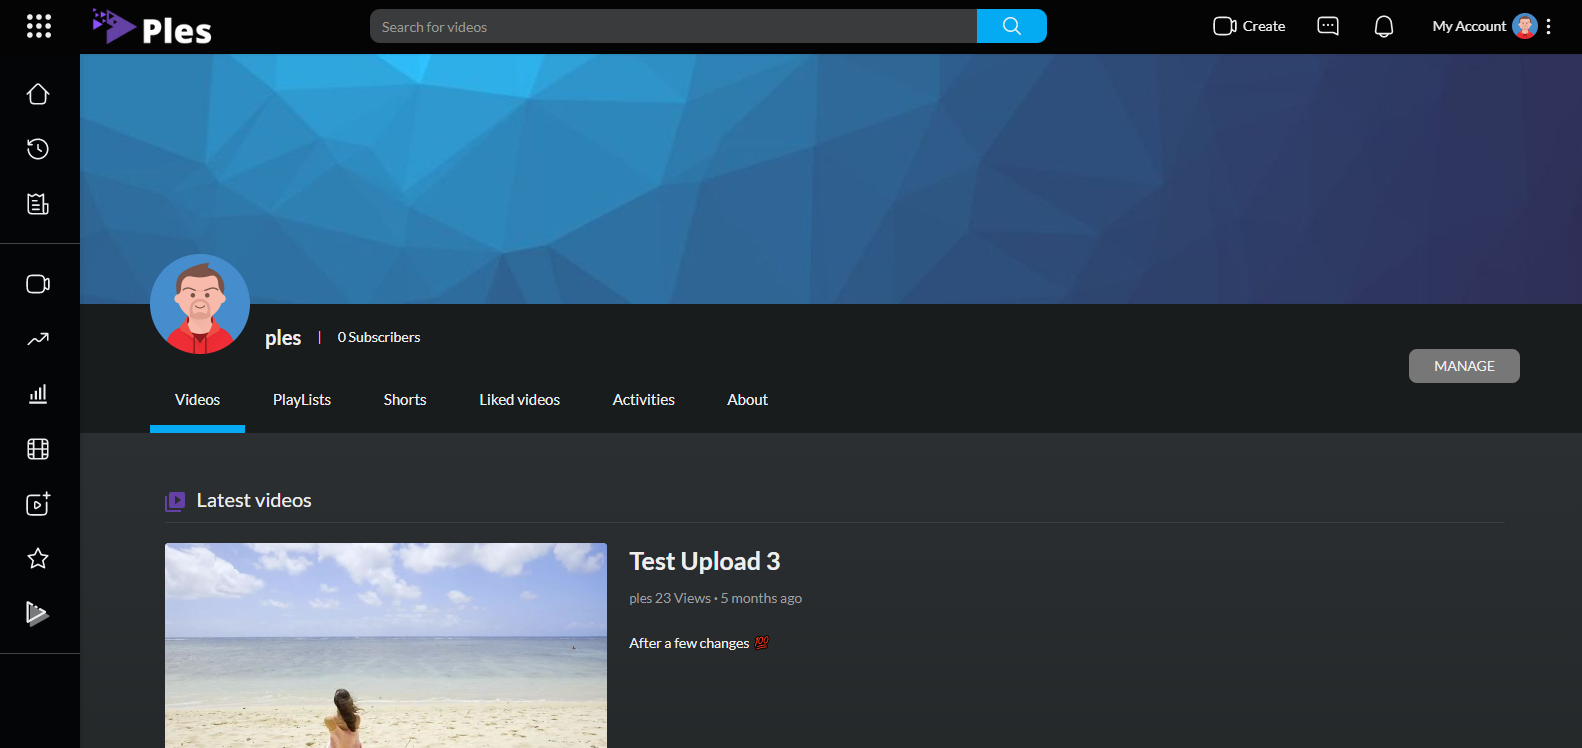 Ples
Search for videos
Create
My Account
ples | 0 Subscribers
MANAGE
Videos
PlayLists
Shorts
Liked videos
Activities
About
Latest videos
Test Upload 3
ples 23 Views • 5 months ago
After a few changes 💯